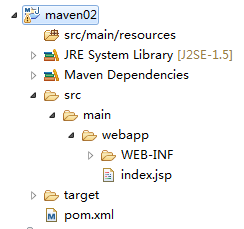 maven02
src/main/resources
JRE System Library [J2SE-1.5]
Maven Dependencies
src
main
webapp
WEB-INF
index.jsp
target
pom.xml